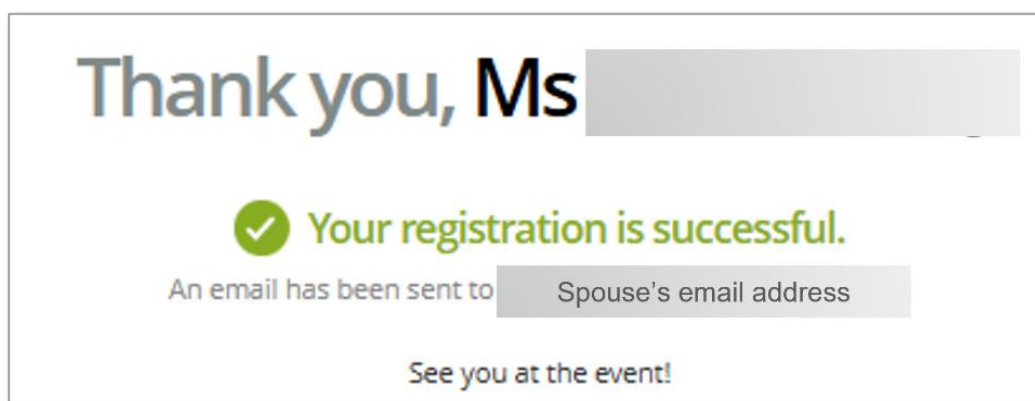 Thank you, Ms
Your registration is successful.
An email has been sent to Spouse's email address
See you at the event!